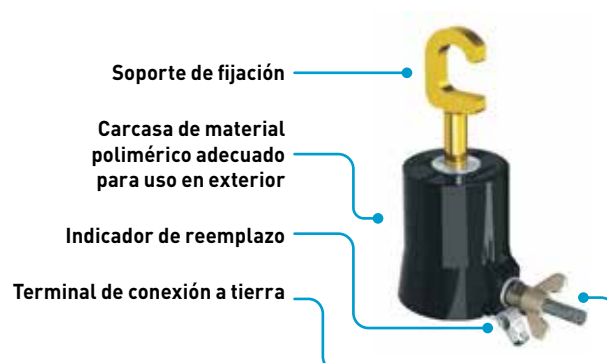 Soporte de fijación
Carcasa de material
polimérico adecuado
para uso en exterior
Indicador de reemplazo
Terminal de conexión a tierra